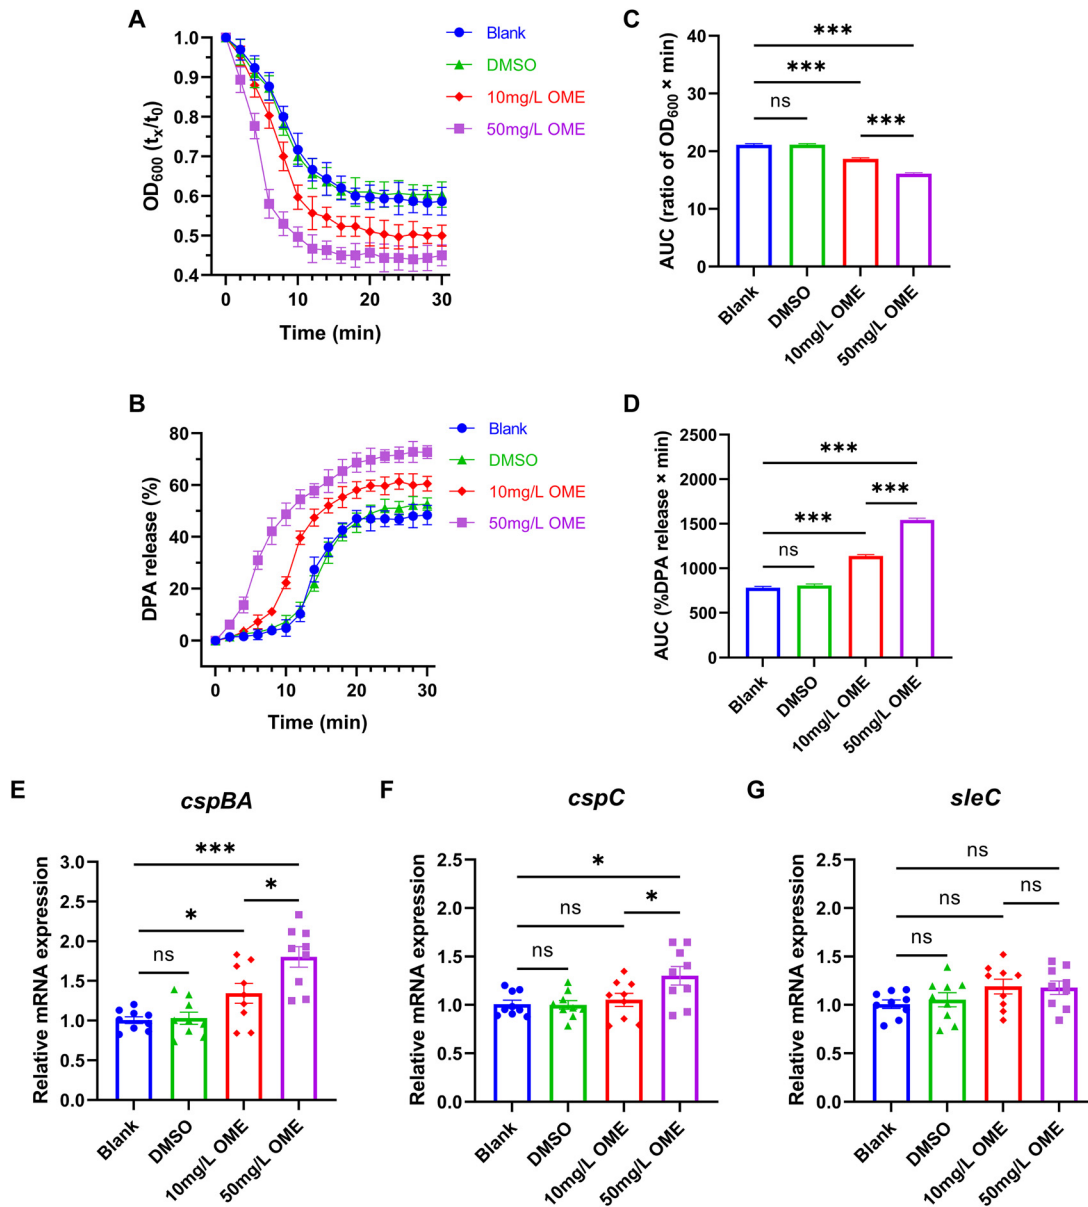 A
OD600 (tx/t0)
1.0
0.9
0.8
0.7
0.6
0.5
0.4
0
10
20
30
Time (min)
Blank
DMSO
10mg/L OME
50mg/L OME
C
AUC (ratio of OD600 × min)
40
30
20
10
0
***
***
ns
***
Blank
DMSO
10mg/L OME
50mg/L OME
B
DPA release (%)
80
60
40
20
0
0
10
20
30
Time (min)
Blank
DMSO
10mg/L OME
50mg/L OME
D
AUC (%DPA release × min)
2500
2000
1500
1000
500
0
***
***
***
ns
Blank
DMSO
10mg/L OME
50mg/L OME
E
cspBA
Relative mRNA expression
3.0
2.5
2.0
1.5
1.0
0.5
0.0
***
*
*
ns
Blank
DMSO
10mg/L OME
50mg/L OME
F
cspC
Relative mRNA expression
2.5
2.0
1.5
1.0
0.5
0.0
*
*
ns
ns
Blank
DMSO
10mg/L OME
50mg/L OME
G
sleC
Relative mRNA expression
2.5
2.0
1.5
1.0
0.5
0.0
ns
ns
ns
ns
Blank
DMSO
10mg/L OME
50mg/L OME